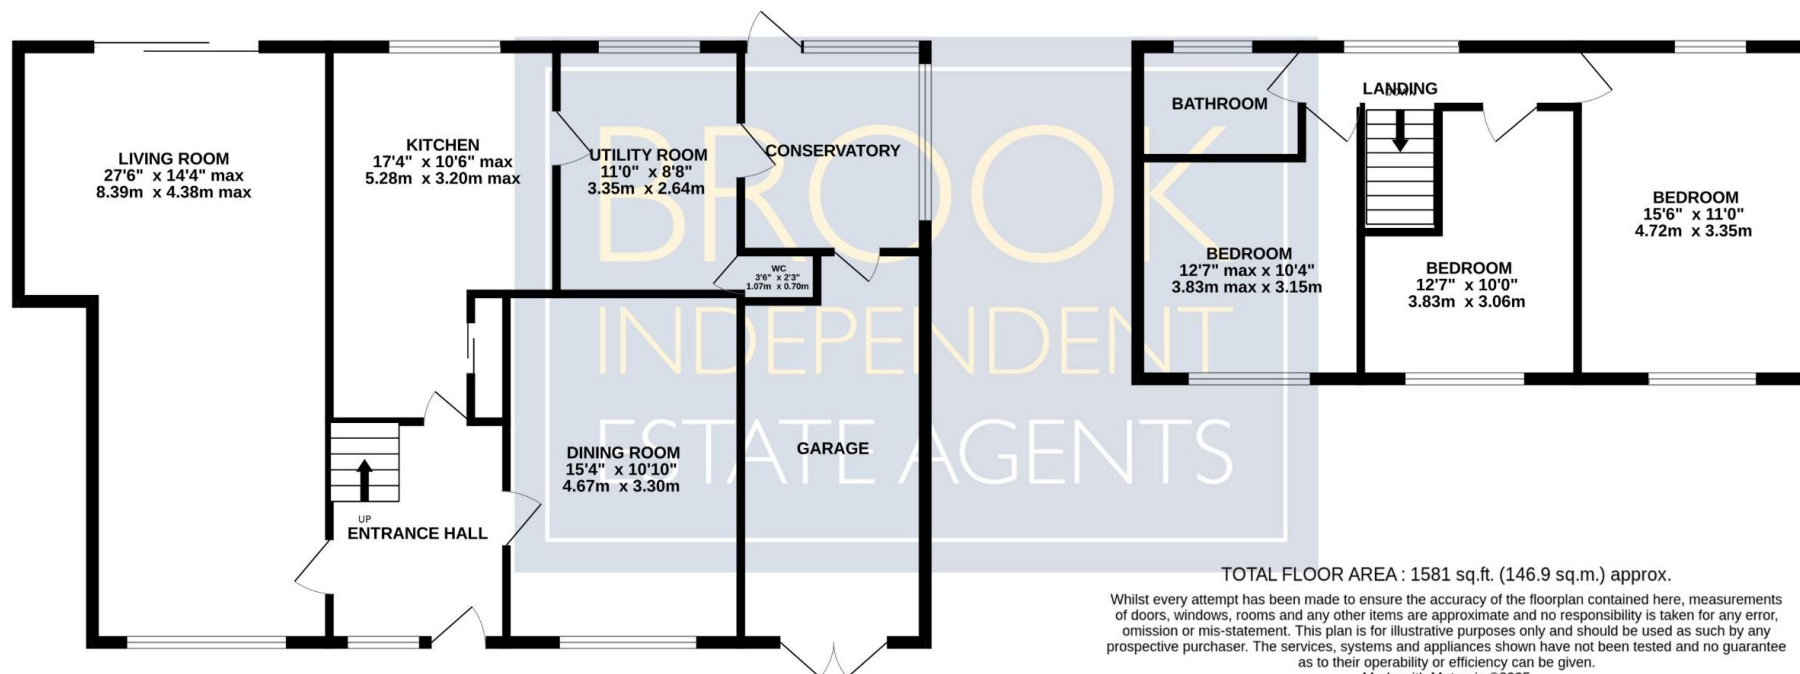 LIVING ROOM
27'6" x 14'4" max
8.39m x 4.38m max
KITCHEN
17'4" x 10'6" max
5.28m x 3.20m max
UTILITY ROOM
11'0" x 8'8"
3.35m x 2.64m
CONSERVATORY
WC
3'6" x 2'3"
1.07m x 0.70m
DINING ROOM
15'4" x 10'10"
4.67m x 3.30m
GARAGE
UP
ENTRANCE HALL
BROOK
INDEPENDENT
ESTATE AGENTS
BATHROOM
LANDING
DOWN
BEDROOM
12'7" max x 10'4"
3.83m max x 3.15m
BEDROOM
12'7" x 10'0"
3.83m x 3.06m
BEDROOM
15'6" x 11'0"
4.72m x 3.35m
TOTAL FLOOR AREA : 1581 sq.ft. (146.9 sq.m.) approx.
Whilst every attempt has been made to ensure the accuracy of the floorplan contained here, measurements
of doors, windows, rooms and any other items are approximate and no responsibility is taken for any error,
omission or mis-statement. This plan is for illustrative purposes only and should be used as such by any
prospective purchaser. The services, systems and appliances shown have not been tested and no guarantee
as to their operability or efficiency can be given.